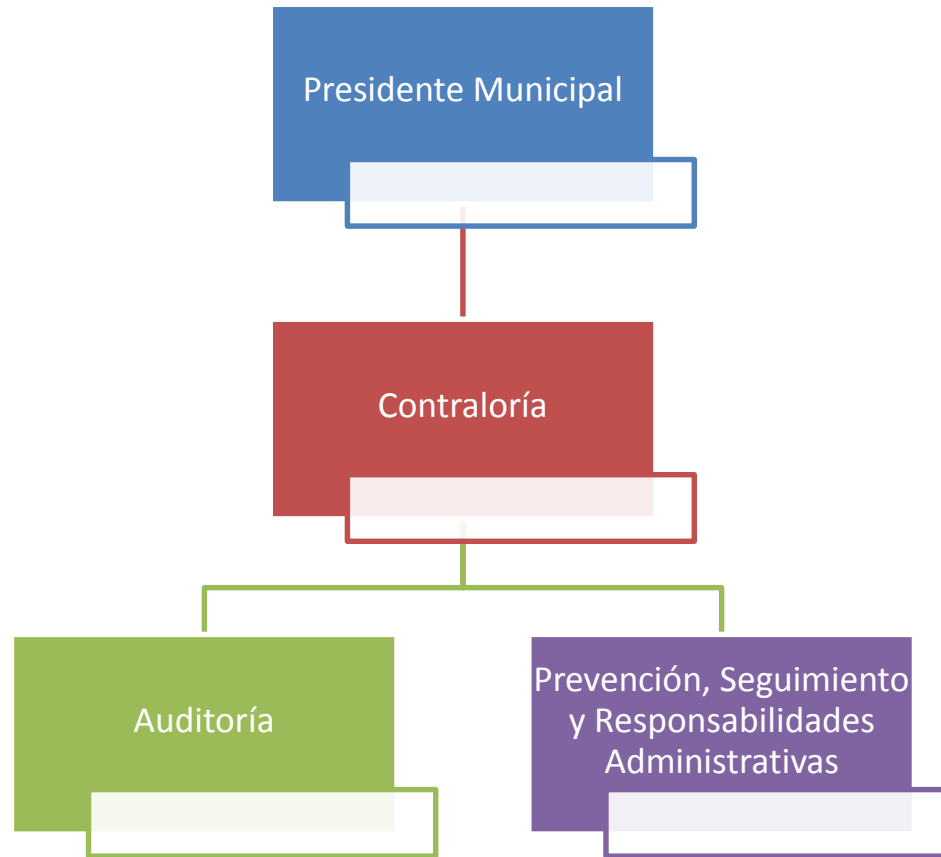 Presidente Municipal
Contraloría
Auditoría
Prevención, Seguimiento
y Responsabilidades
Administrativas